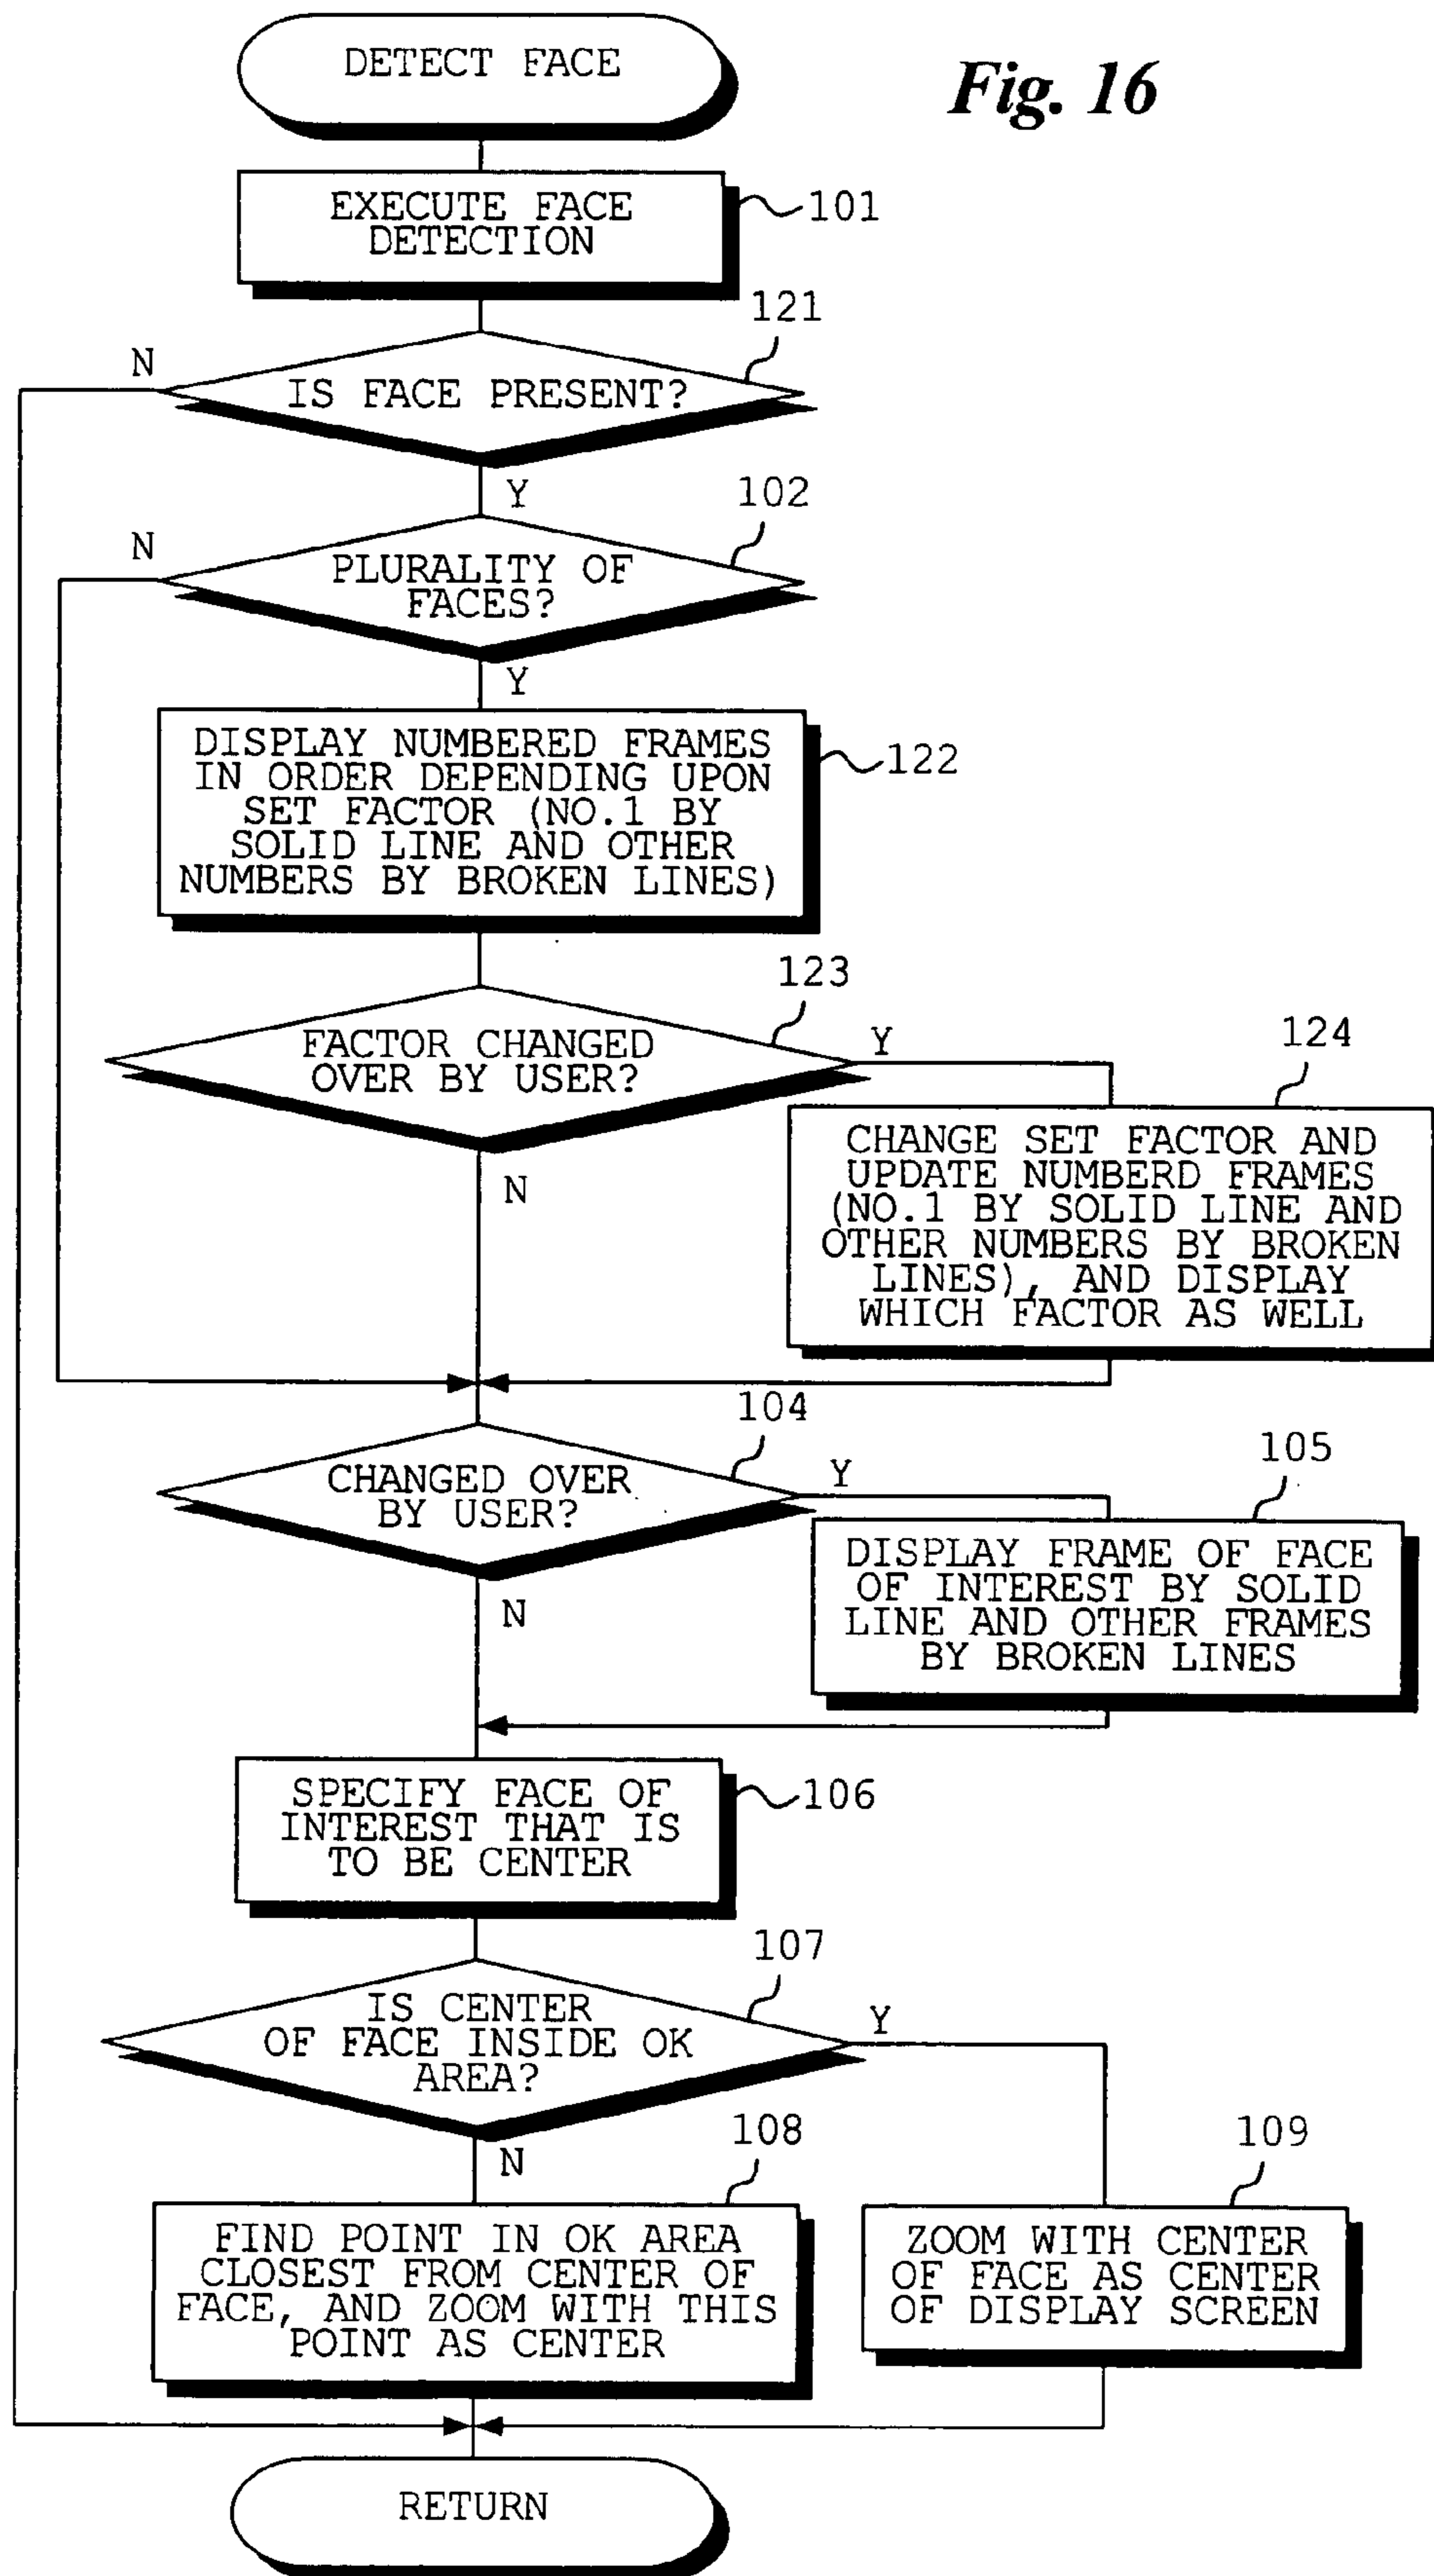 DETECT FACE
Fig. 16
EXECUTE FACE
DETECTION
101
121
N
IS FACE PRESENT?
Y
102
N
PLURALITY OF
FACES?
Y
DISPLAY NUMBERED FRAMES
IN ORDER DEPENDING UPON
SET FACTOR (NO.1 BY
SOLID LINE AND OTHER
NUMBERS BY BROKEN LINES)
122
123
FACTOR CHANGED
OVER BY USER?
Y
N
124
CHANGE SET FACTOR AND
UPDATE NUMBERD FRAMES
(NO.1 BY SOLID LINE AND
OTHER NUMBERS BY BROKEN
LINES), AND DISPLAY
WHICH FACTOR AS WELL
104
CHANGED OVER
BY USER?
Y
N
105
DISPLAY FRAME OF FACE
OF INTEREST BY SOLID
LINE AND OTHER FRAMES
BY BROKEN LINES
SPECIFY FACE OF
INTEREST THAT IS
TO BE CENTER
106
107
IS CENTER
OF FACE INSIDE OK
AREA?
Y
N
108
FIND POINT IN OK AREA
CLOSEST FROM CENTER OF
FACE, AND ZOOM WITH THIS
POINT AS CENTER
109
ZOOM WITH CENTER
OF FACE AS CENTER
OF DISPLAY SCREEN
RETURN